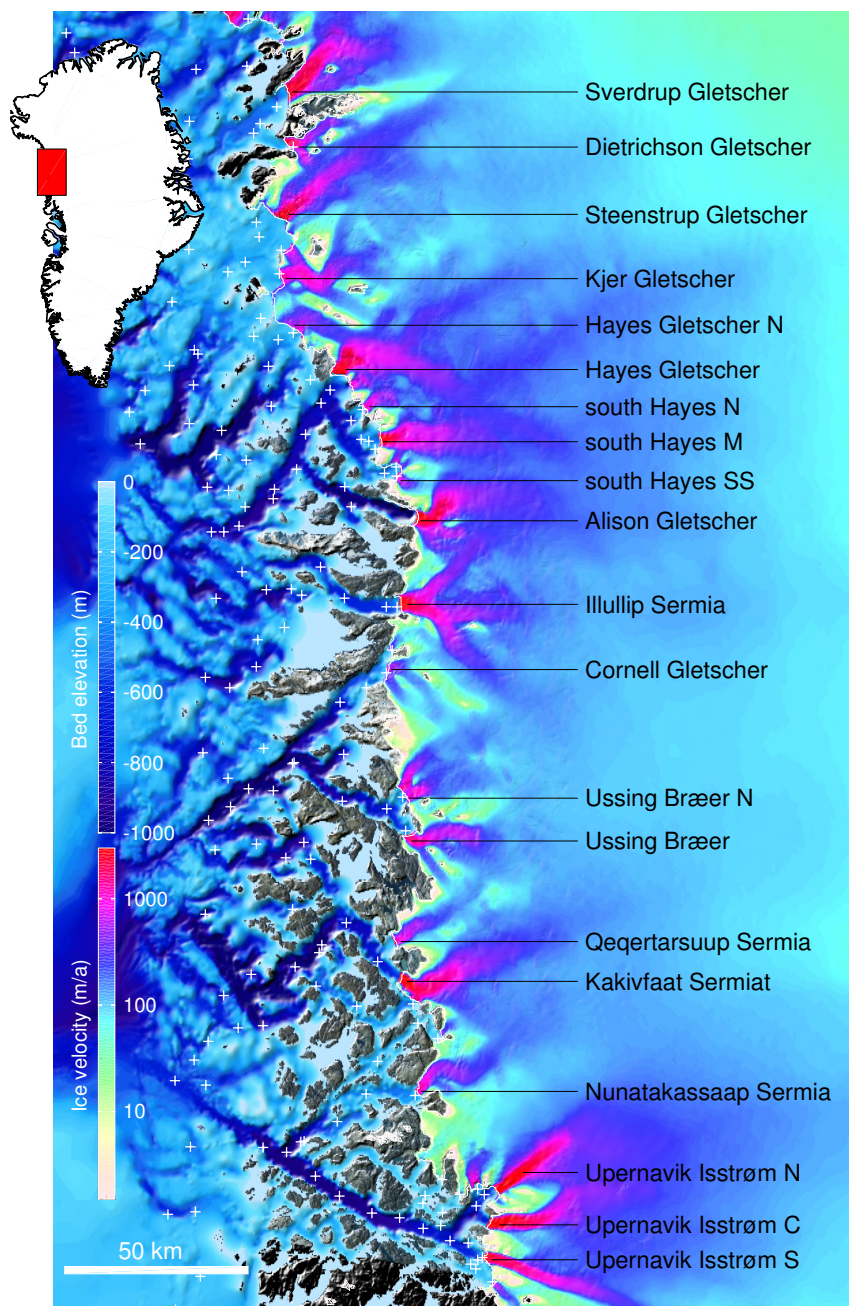 Sverdrup Gletscher
Dietrichson Gletscher
Steenstrup Gletscher
Kjer Gletscher
Hayes Gletscher N
Hayes Gletscher
south Hayes N
south Hayes M
south Hayes SS
Alison Gletscher
Illullip Sermia
Cornell Gletscher
Ussing Bræer N
Ussing Bræer
Qeqertarsuup Sermia
Kakivfaat Sermiat
Nunatakassaap Sermia
Upernavik Isstrøm N
Upernavik Isstrøm C
Upernavik Isstrøm S
Bed elevation (m)
0
-200
-400
-600
-800
-1000
Ice velocity (m/a)
1000
100
10
50 km